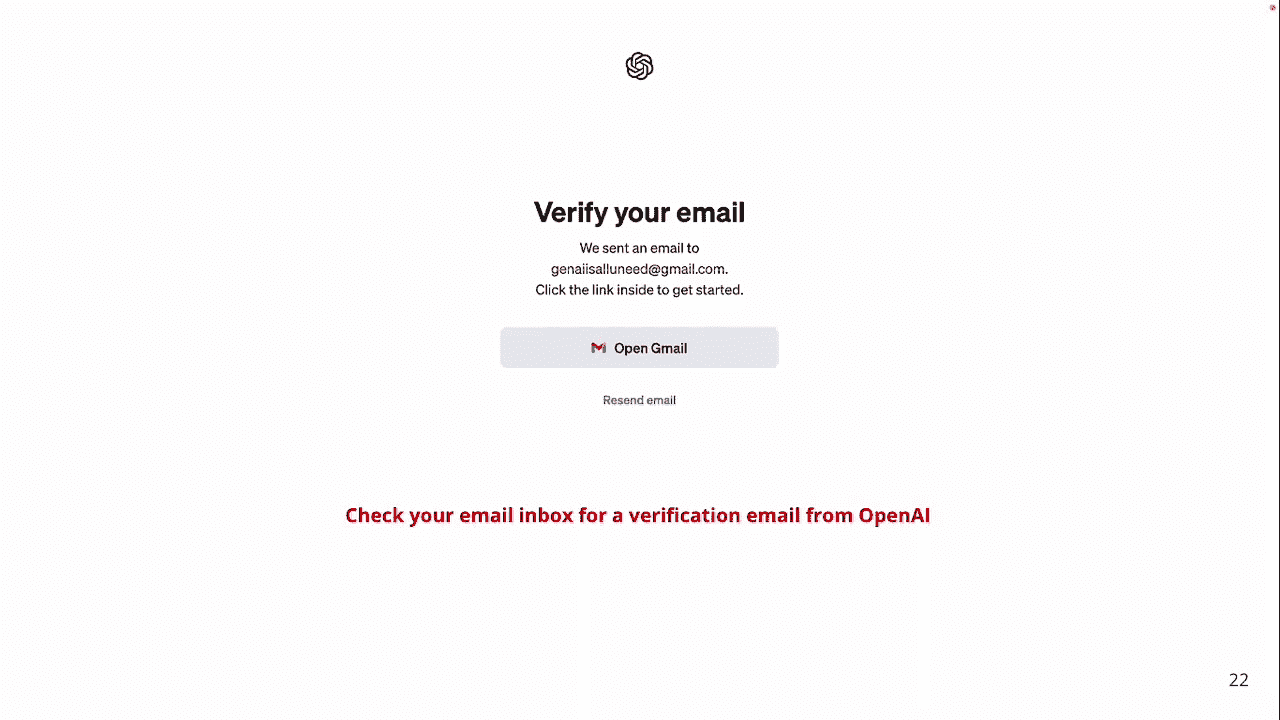 Verify your email
We sent an email to
genaiisalluneed@gmail.com.
Click the link inside to get started.
Open Gmail
Resend email
Check your email inbox for a verification email from OpenAI
22